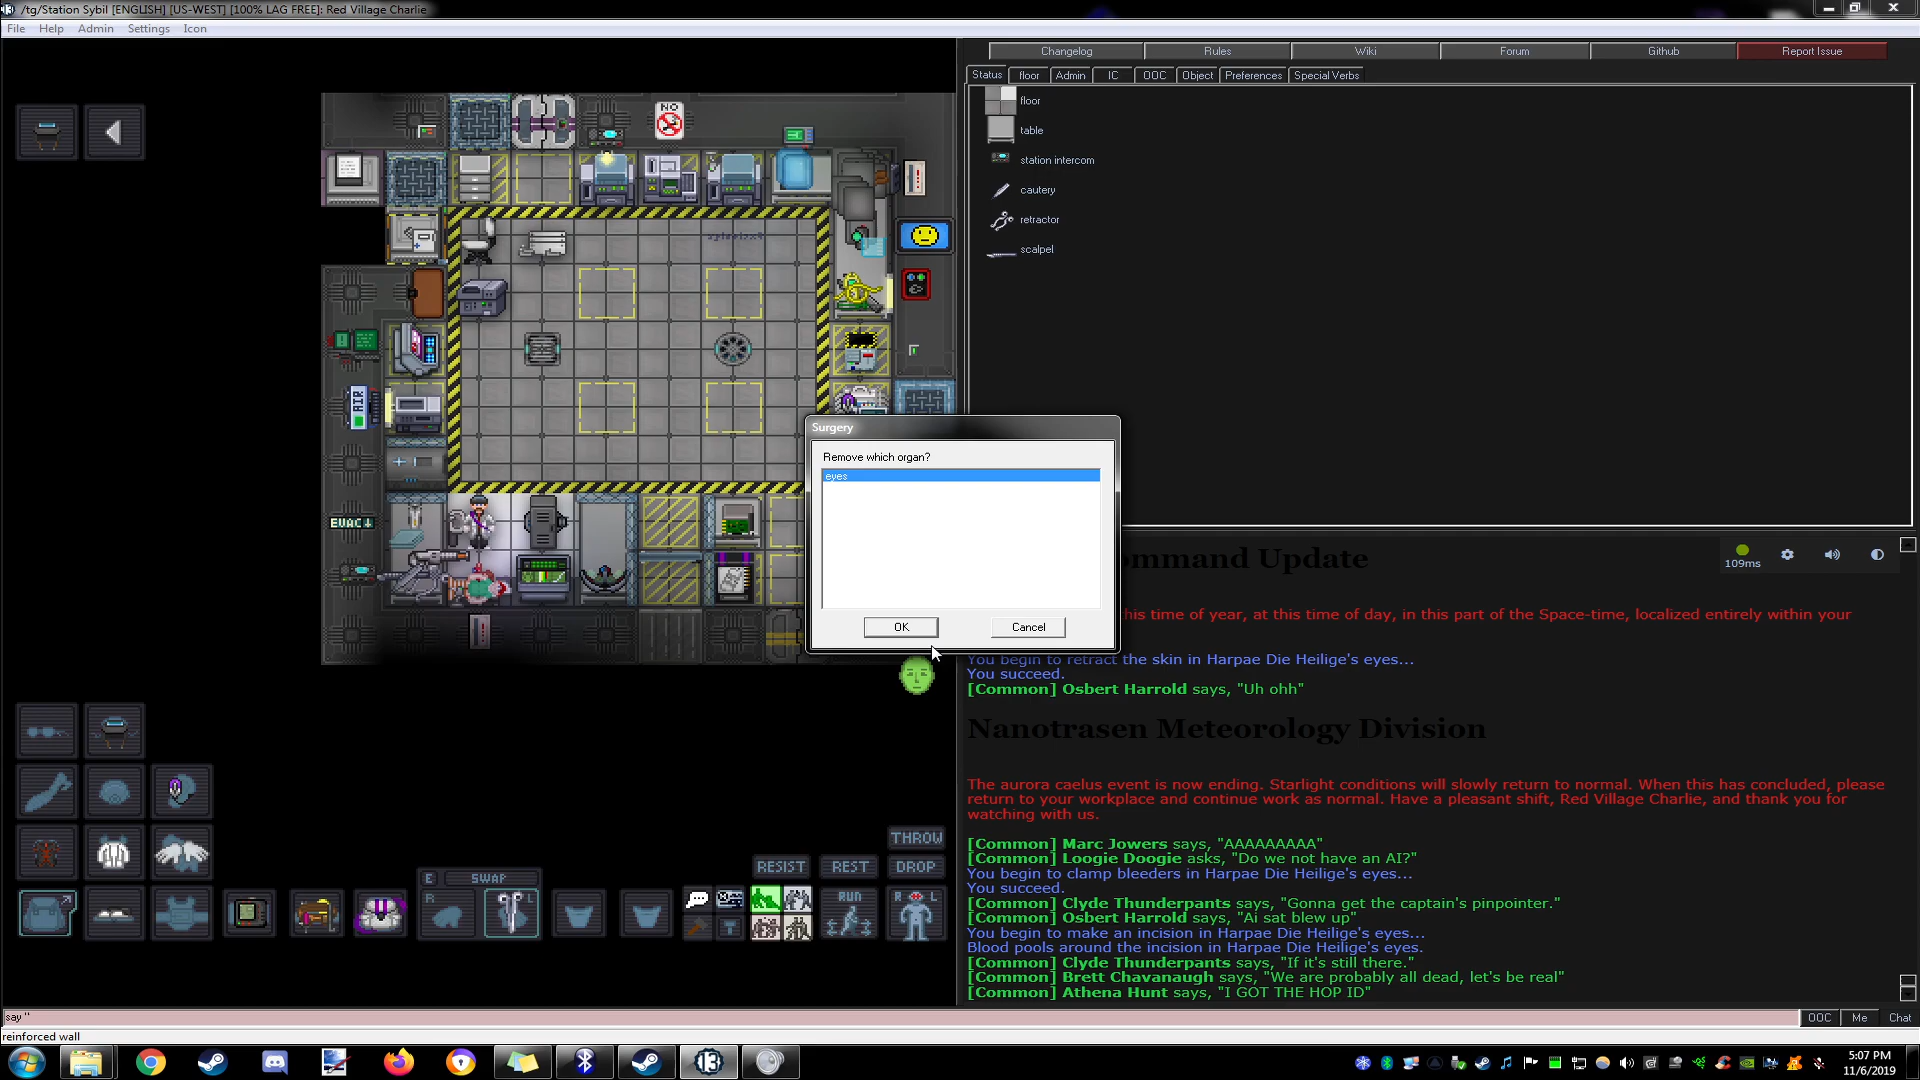 /tg/Station Sybil [ENGLISH] [US-WEST] [100% LAG FREE]: Red Village Charlie
File Help Admin Settings Icon
Changelog Rules Wiki Forum Github Report Issue
Status floor Admin IC OOC Object Preferences Special Verbs
floor
table
station intercom
cautery
retractor
scalpel
NO
AIR
EVAC
Surgery
Remove which organ?
eyes
OK Cancel
ommand Update
109ms
his time of year, at this time of day, in this part of the Space-time, localized entirely within your
You begin to retract the skin in Harpae Die Heilige's eyes...
You succeed.
[Common] Osbert Harrold says, "Uh ohh"
Nanotrasen Meteorology Division
The aurora caelus event is now ending. Starlight conditions will slowly return to normal. When this has concluded, please
return to your workplace and continue work as normal. Have a pleasant shift, Red Village Charlie, and thank you for
watching with us.
[Common] Marc Jowers says, "AAAAAAAAA"
[Common] Loogie Doogie asks, "Do we not have an AI?"
You begin to clamp bleeders in Harpae Die Heilige's eyes...
You succeed.
[Common] Clyde Thunderpants says, "Gonna get the captain's pinpointer."
[Common] Osbert Harrold says, "Ai sat blew up"
You begin to make an incision in Harpae Die Heilige's eyes...
Blood pools around the incision in Harpae Die Heilige's eyes.
[Common] Clyde Thunderpants says, "If it's still there."
[Common] Brett Chavanaugh says, "We are probably all dead, let's be real"
[Common] Athena Hunt says, "I GOT THE HOP ID"
THROW
RESIST REST DROP
E SWAP
R L
RUN
R L
say "
OOC Me Chat
reinforced wall
13
5:07 PM
11/6/2019